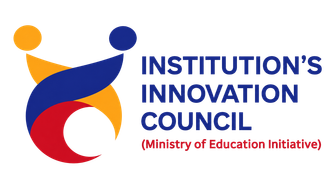 INSTITUTION'S
INNOVATION
COUNCIL
(Ministry of Education Initiative)